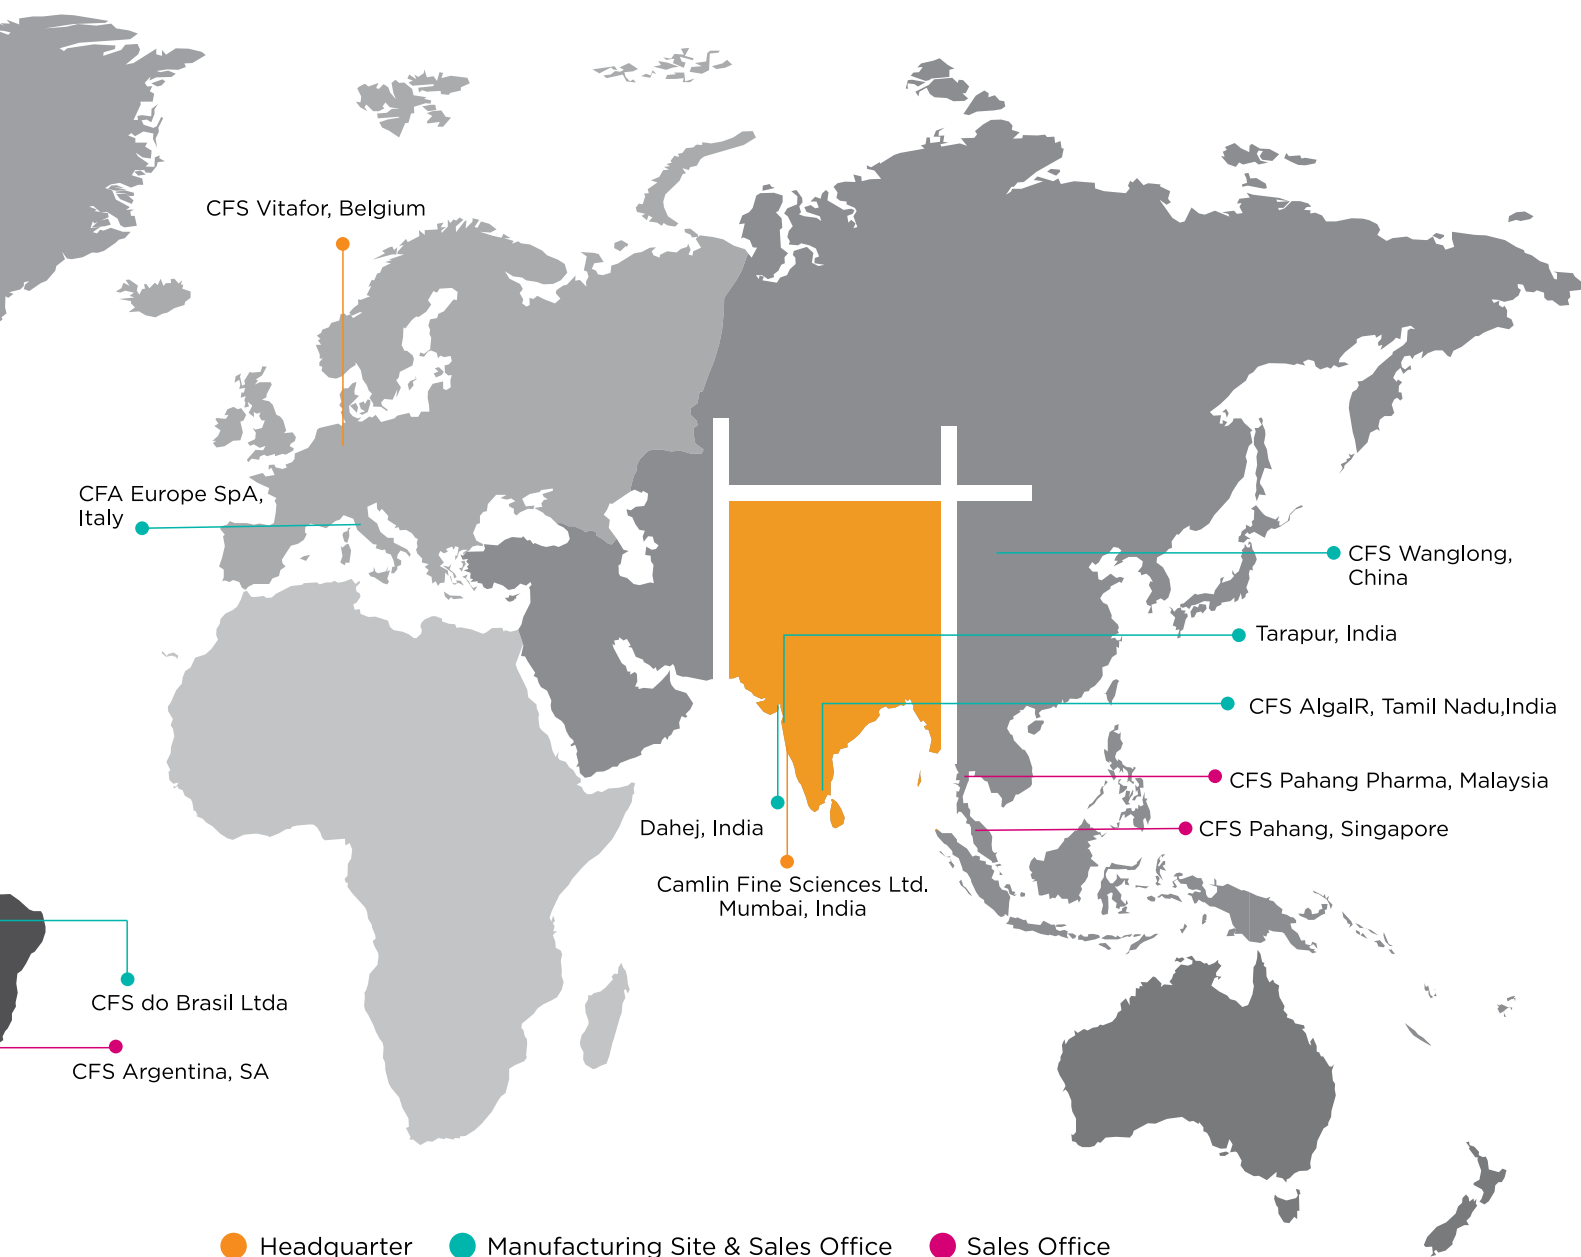 CFS Vitafor, Belgium
CFA Europe SpA,
Italy
CFS Wanglong,
China
Tarapur, India
CFS AlgalR, Tamil Nadu,India
CFS Pahang Pharma, Malaysia
Dahej, India
CFS Pahang, Singapore
Camlin Fine Sciences Ltd.
Mumbai, India
CFS do Brasil Ltda
CFS Argentina, SA
Headquarter
Manufacturing Site & Sales Office
Sales Office